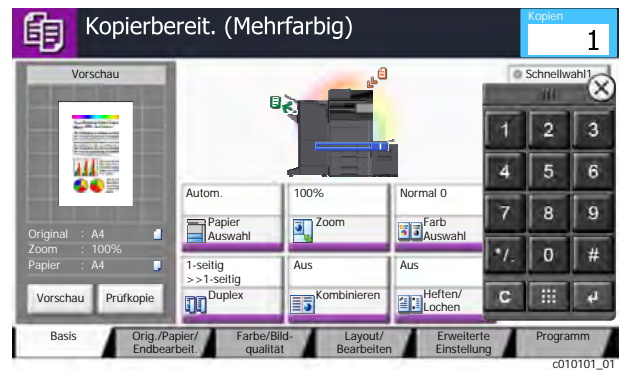 Kopierbereit. (Mehrfarbig)
Kopien
1
Vorschau
Original : A4
Zoom : 100%
Papier : A4
Vorschau
Prüfkopie
1
Schnellwahl1
Autom.
Papier
Auswahl
100%
Zoom
Normal 0
Farb
Auswahl
1-seitig
>>1-seitig
Duplex
Aus
Kombinieren
Aus
Heften/
Lochen
1 2 3
4 5 6
7 8 9
*/. 0 #
C
Basis
Orig./Papier/
Endbearbeit.
Farbe/Bild-
qualität
Layout/
Bearbeiten
Erweiterte
Einstellung
Programm
c010101_01